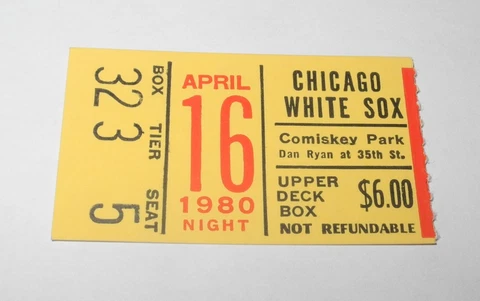 BOX TIER SEAT
32 3 5
APRIL
16
1980
NIGHT
CHICAGO
WHITE SOX
Comiskey Park
Dan Ryan at 35th St.
UPPER
DECK
BOX
$6.00
NOT REFUNDABLE